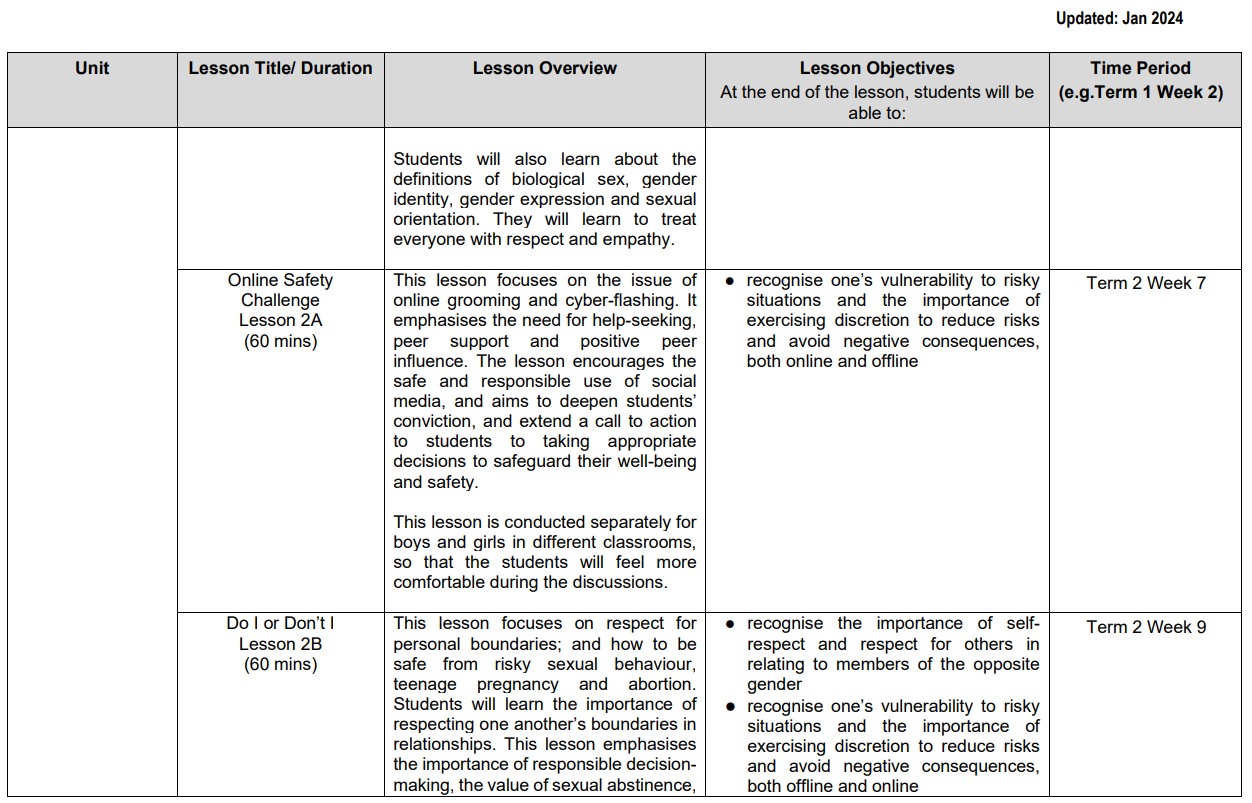 Updated: Jan 2024
Unit
Lesson Title/ Duration
Lesson Overview
Lesson Objectives
At the end of the lesson, students will be
able to:
Time Period
(e.g.Term 1 Week 2)
Students will also learn about the
definitions of biological sex, gender
identity, gender expression and sexual
orientation. They will learn to treat
everyone with respect and empathy.
Online Safety
Challenge
Lesson 2A
(60 mins)
This lesson focuses on the issue of
online grooming and cyber-flashing. It
emphasises the need for help-seeking,
peer support and positive peer
influence. The lesson encourages the
safe and responsible use of social
media, and aims to deepen students’
conviction, and extend a call to action
to students to taking appropriate
decisions to safeguard their well-being
and safety.
This lesson is conducted separately for
boys and girls in different classrooms,
so that the students will feel more
comfortable during the discussions.
● recognise one’s vulnerability to risky
situations and the importance of
exercising discretion to reduce risks
and avoid negative consequences,
both online and offline
Term 2 Week 7
Do I or Don’t I
Lesson 2B
(60 mins)
This lesson focuses on respect for
personal boundaries; and how to be
safe from risky sexual behaviour,
teenage pregnancy and abortion.
Students will learn the importance of
respecting one another’s boundaries in
relationships. This lesson emphasises
the importance of responsible decision-
making, the value of sexual abstinence,
● recognise the importance of self-
respect and respect for others in
relating to members of the opposite
gender
● recognise one’s vulnerability to risky
situations and the importance of
exercising discretion to reduce risks
and avoid negative consequences,
both offline and online
Term 2 Week 9